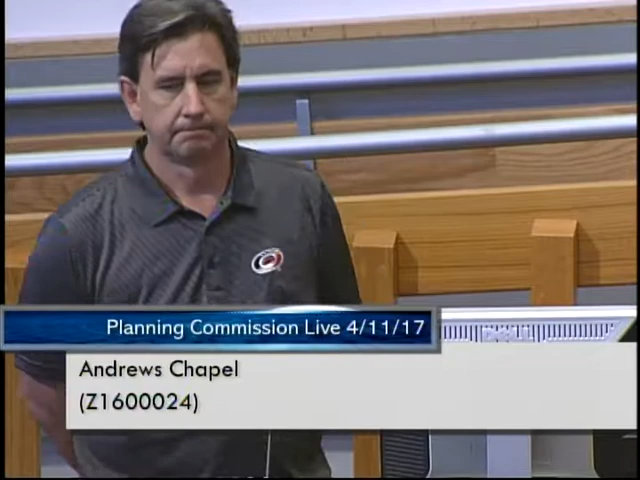 Planning Commission Live 4/11/17
Andrews Chapel
(Z1600024)